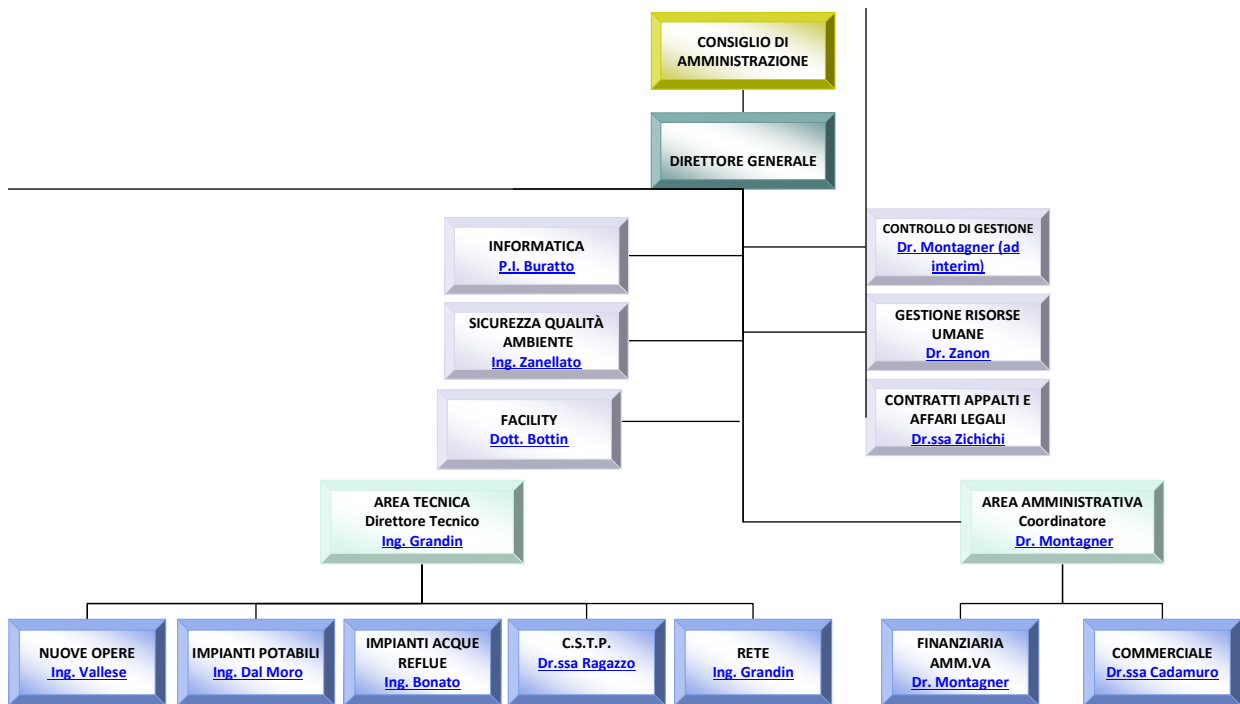 CONSIGLIO DI
AMMINISTRAZIONE
DIRETTORE GENERALE
INFORMATICA
P.I. Buratto
CONTROLLO DI GESTIONE
Dr. Montagner (ad
interim)
SICUREZZA QUALITÀ
AMBIENTE
Ing. Zanellato
GESTIONE RISORSE
UMANE
Dr. Zanon
FACILITY
Dott. Bottin
CONTRATTI APPALTI E
AFFARI LEGALI
Dr.ssa Zichichi
AREA TECNICA
Direttore Tecnico
Ing. Grandin
AREA AMMINISTRATIVA
Coordinatore
Dr. Montagner
NUOVE OPERE
Ing. Vallese
IMPIANTI POTABILI
Ing. Dal Moro
IMPIANTI ACQUE
REFLUE
Ing. Bonato
C.S.T.P.
Dr.ssa Ragazzo
RETE
Ing. Grandin
FINANZIARIA
AMM.VA
Dr. Montagner
COMMERCIALE
Dr.ssa Cadamuro